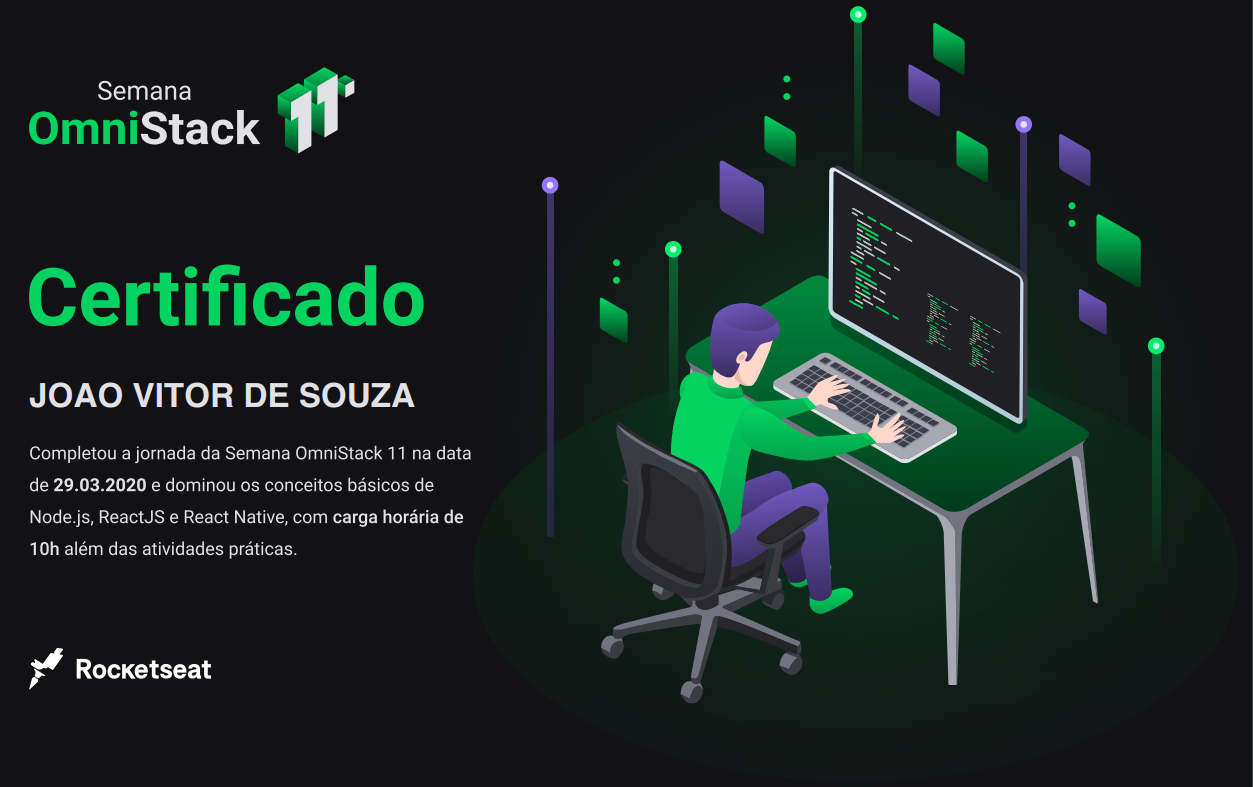 Semana
OmniStack 11
Certificado
JOAO VITOR DE SOUZA
Completou a jornada da Semana OmniStack 11 na data
de 29.03.2020 e dominou os conceitos básicos de
Node.js, ReactJS e React Native, com carga horária de
10h além das atividades práticas.
Rocketseat